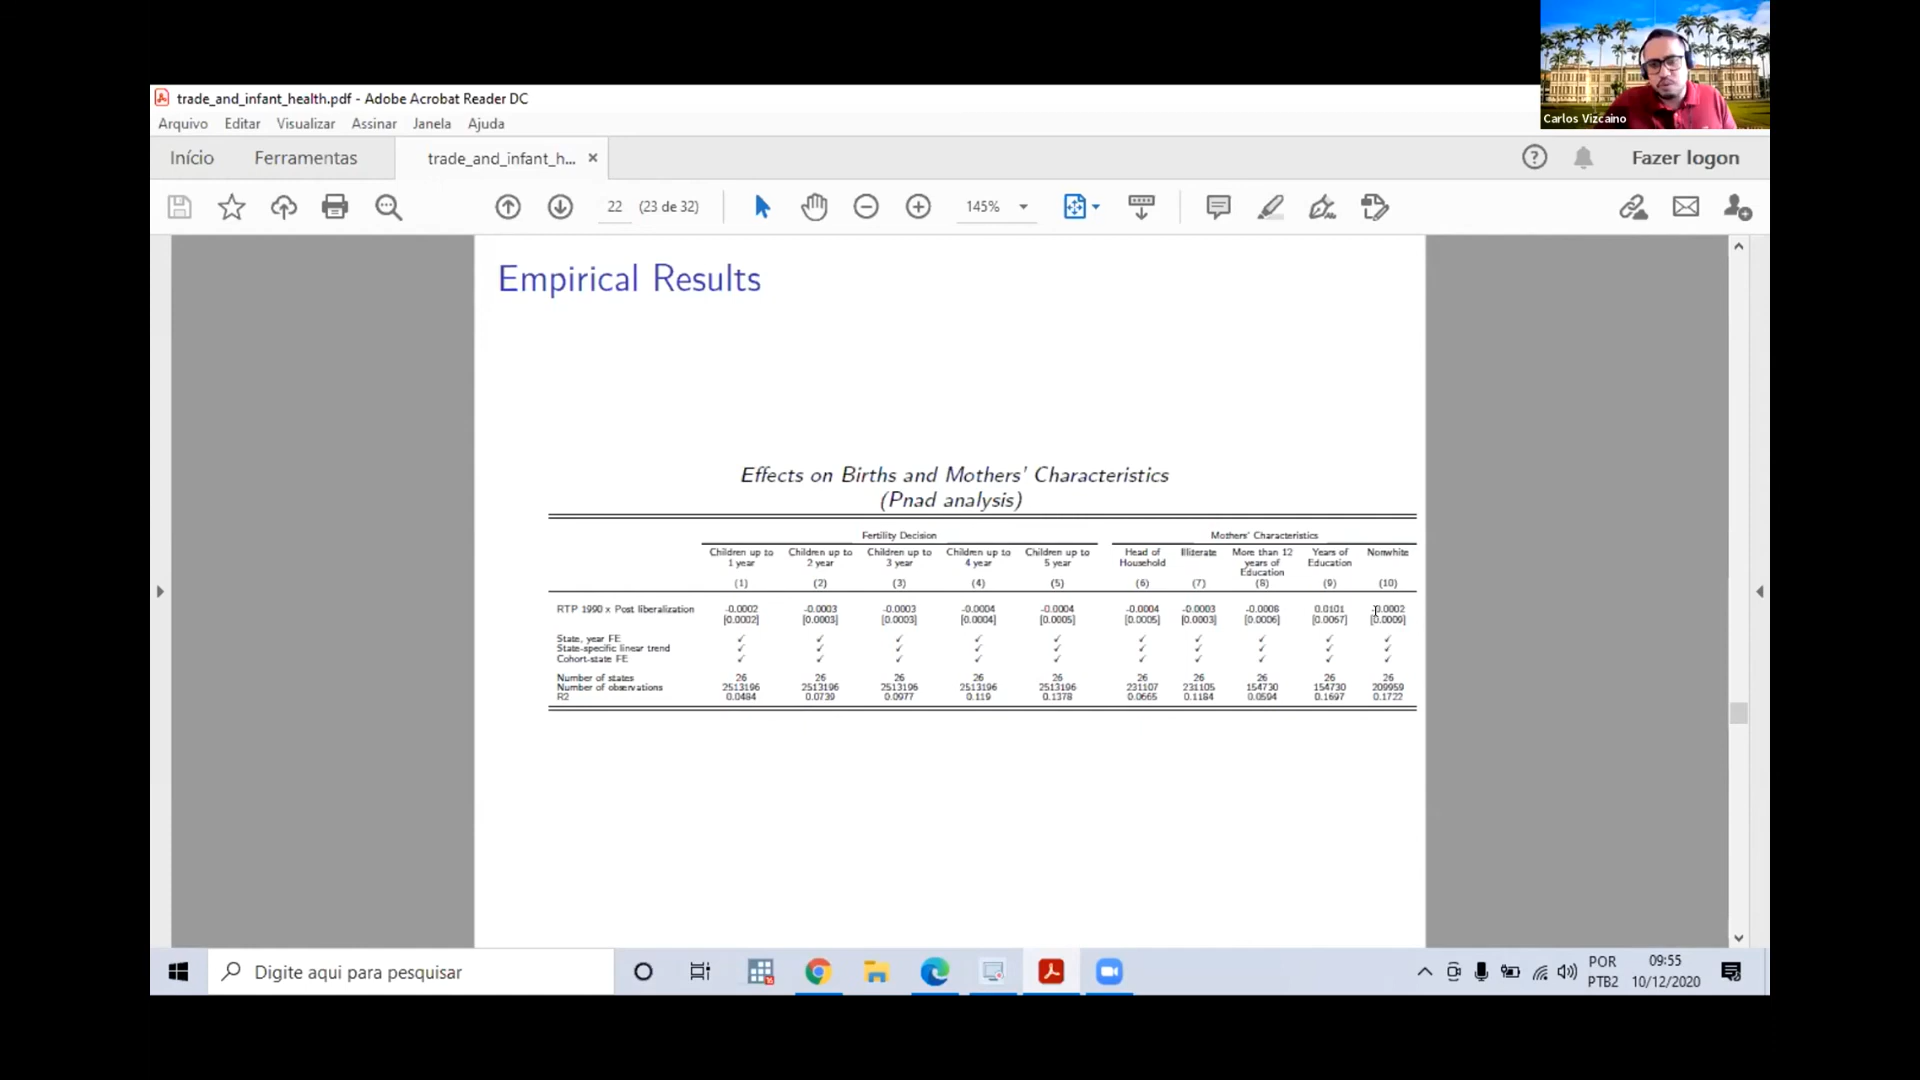 Carlos Vizcaino
trade_and_infant_health.pdf - Adobe Acrobat Reader DC
Arquivo Editar Visualizar Assinar Janela Ajuda
Início Ferramentas trade_and_infant_h... × Fazer logon
22 (23 de 32) 145%
Empirical Results
Effects on Births and Mothers' Characteristics
(Pnad analysis)
Fertility Decision Mothers' Characteristics
Children up to Children up to Children up to Children up to Children up to Head of Illiterate More than 12 Years of Nonwhite
1 year 2 year 3 year 4 year 5 year Household years of Education
Education
(1) (2) (3) (4) (5) (6) (7) (8) (9) (10)
RTP 1990 x Post liberalization -0.0002 -0.0003 -0.0003 -0.0004 -0.0004 -0.0004 -0.0003 -0.0006 0.0101 0.0002
[0.0002] [0.0003] [0.0003] [0.0004] [0.0005] [0.0005] [0.0003] [0.0006] [0.0067] [0.0009]
State, year FE ✓ ✓ ✓ ✓ ✓ ✓ ✓ ✓ ✓ ✓
State-specific linear trend ✓ ✓ ✓ ✓ ✓ ✓ ✓ ✓ ✓ ✓
Cohort-state FE ✓ ✓ ✓ ✓ ✓ ✓ ✓ ✓ ✓ ✓
Number of states 26 26 26 26 26 26 26 26 26 26
Number of observations 2513196 2513196 2513196 2513196 2513196 231107 231105 154730 154730 209959
R2 0.0484 0.0739 0.0977 0.119 0.1378 0.0665 0.1184 0.0594 0.1697 0.1722
Digite aqui para pesquisar
POR 09:55
PTB2 10/12/2020